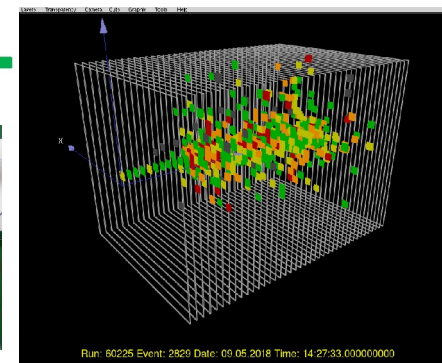 Layers Transparency Camera Cuts Graphix Tools Help
X
Run: 60225 Event: 2829 Date: 09.05.2018 Time: 14:27:33.000000000